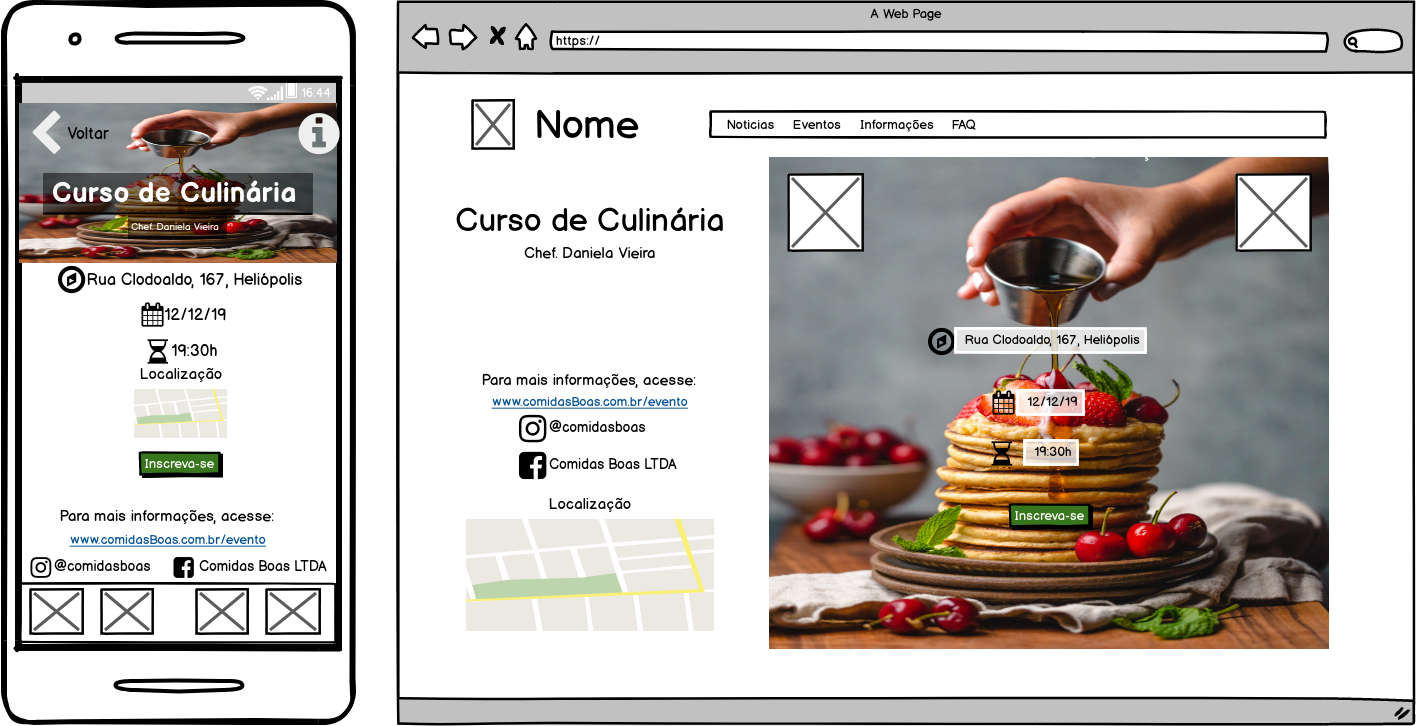 16:44
Voltar
Curso de Culinária
Chef. Daniela Vieira
Rua Clodoaldo, 167, Heliópolis
12/12/19
19:30h
Localização
Inscreva-se
Para mais informações, acesse:
www.comidasBoas.com.br/evento
@comidasboas Comidas Boas LTDA
A Web Page
https://
Nome
Noticias Eventos Informações FAQ
Curso de Culinária
Chef. Daniela Vieira
Para mais informações, acesse:
www.comidasBoas.com.br/evento
@comidasboas
Comidas Boas LTDA
Localização
Rua Clodoaldo, 167, Heliópolis
12/12/19
19:30h
Inscreva-se